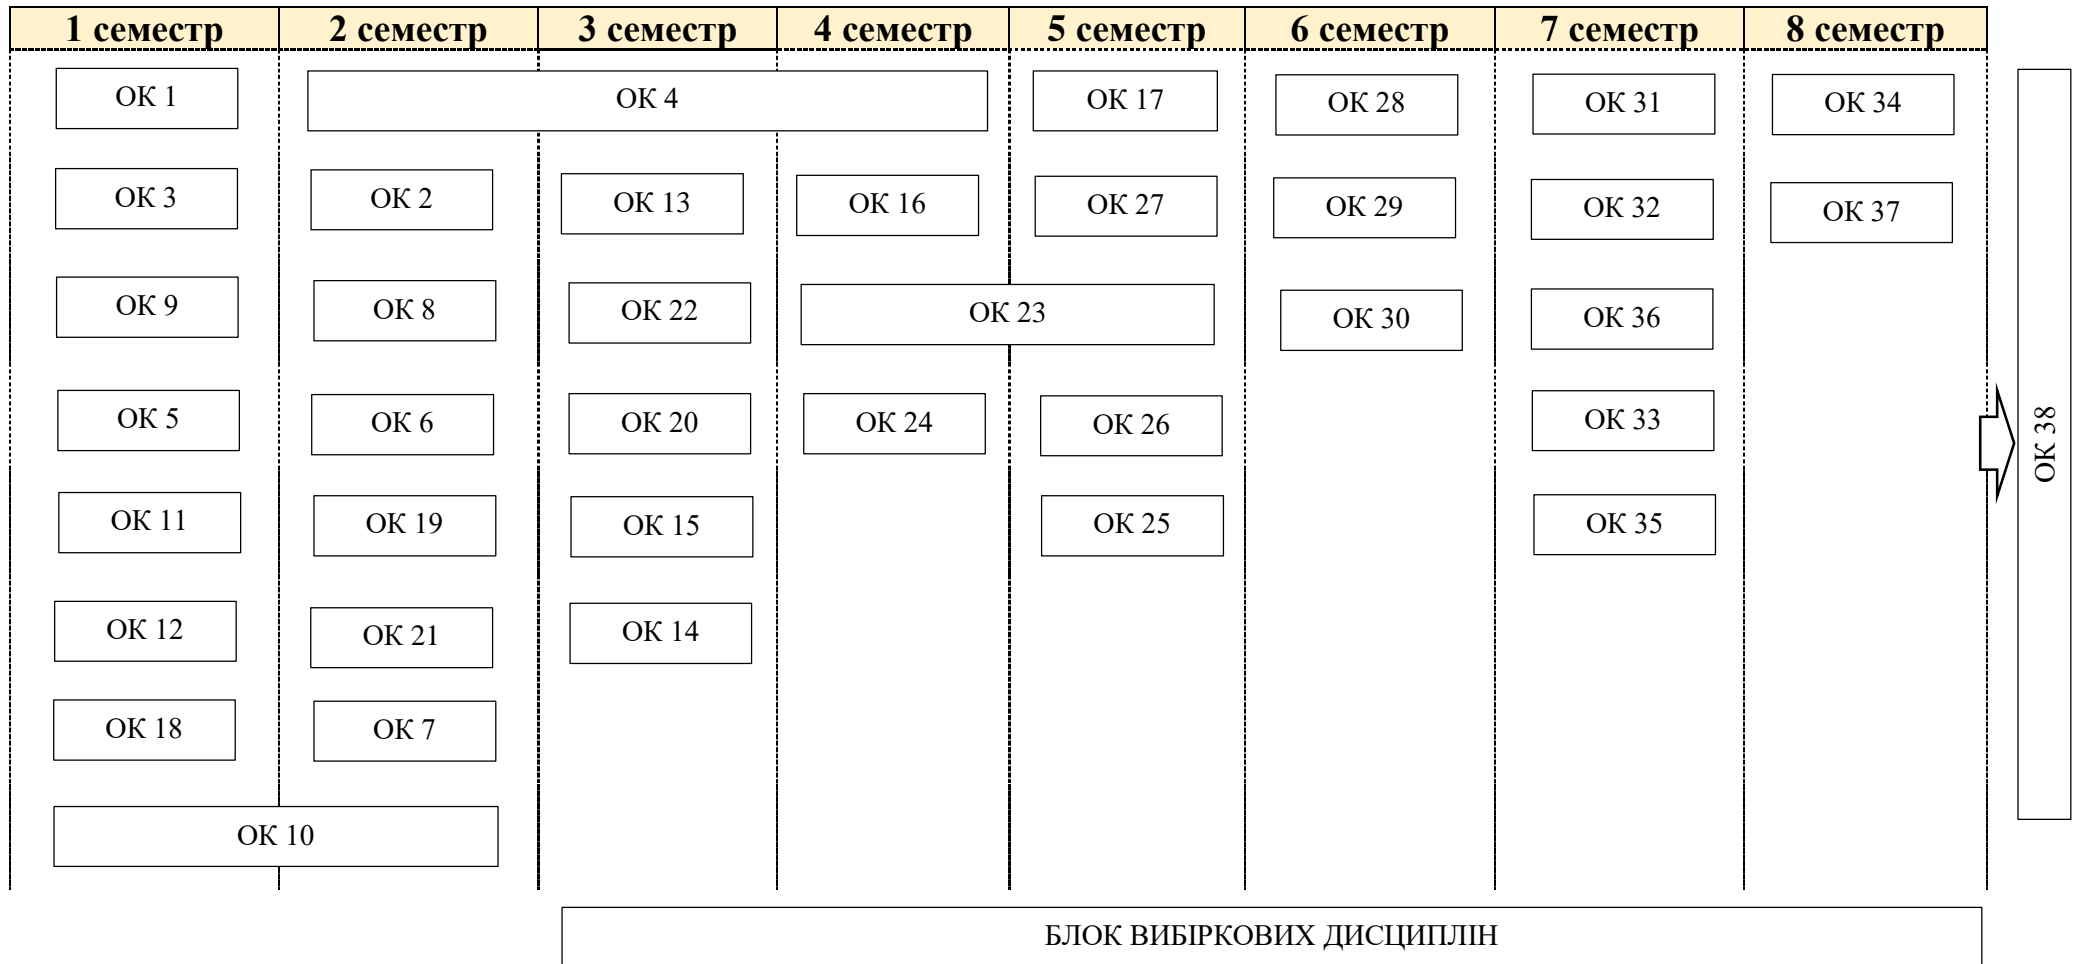 1 семестр
2 семестр
3 семестр
4 семестр
5 семестр
6 семестр
7 семестр
8 семестр
ОК 1
ОК 4
ОК 17
ОК 28
ОК 31
ОК 34
ОК 3
ОК 2
ОК 13
ОК 16
ОК 27
ОК 29
ОК 32
ОК 37
ОК 9
ОК 8
ОК 22
ОК 23
ОК 30
ОК 36
ОК 5
ОК 6
ОК 20
ОК 24
ОК 26
ОК 33
ОК 38
ОК 11
ОК 19
ОК 15
ОК 25
ОК 35
ОК 12
ОК 21
ОК 14
ОК 18
ОК 7
ОК 10
БЛОК ВИБІРКОВИХ ДИСЦИПЛІН